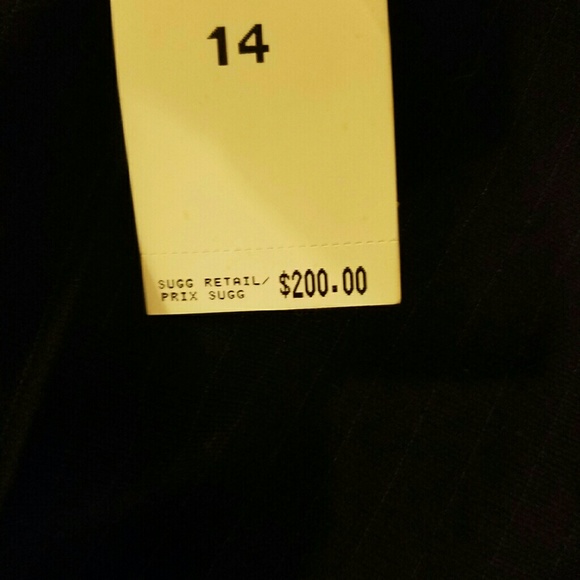 14
SUGG RETAIL/
PRIX SUGG $200.00